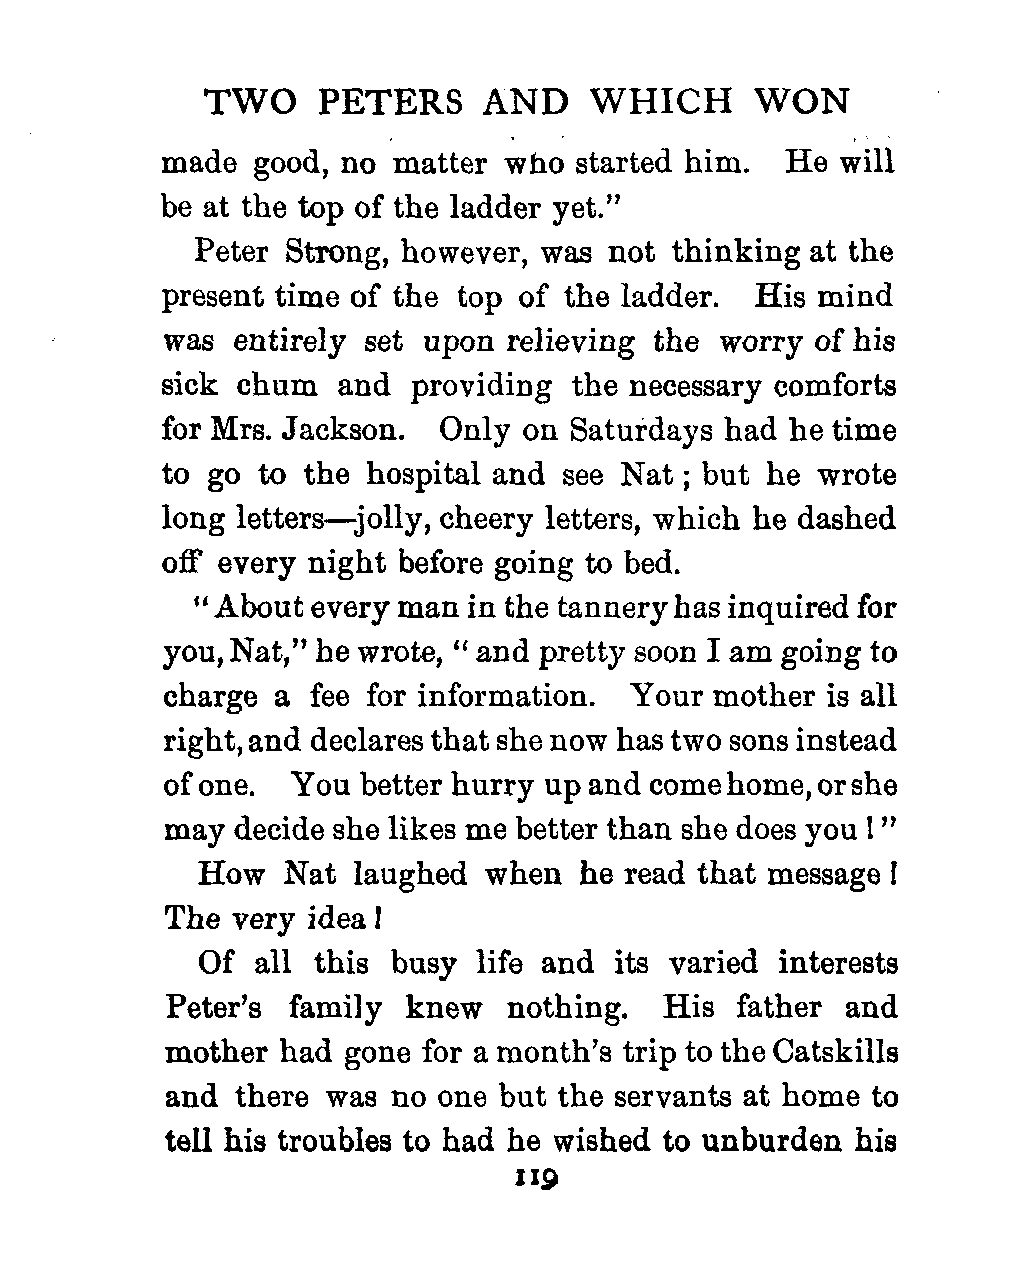 TWO PETERS AND WHICH WON
made good, no matter who started him. He will
be at the top of the ladder yet."
Peter Strong, however, was not thinking at the
present time of the top of the ladder. His mind
was entirely set upon relieving the worry of his
sick chum and providing the necessary comforts
for Mrs. Jackson. Only on Saturdays had he time
to go to the hospital and see Nat; but he wrote
long letters—jolly, cheery letters, which he dashed
off every night before going to bed.
"About every man in the tannery has inquired for
you, Nat," he wrote, "and pretty soon I am going to
charge a fee for information. Your mother is all
right, and declares that she now has two sons instead
of one. You better hurry up and come home, or she
may decide she likes me better than she does you!"
How Nat laughed when he read that message!
The very idea!
Of all this busy life and its varied interests
Peter's family knew nothing. His father and
mother had gone for a month's trip to the Catskills
and there was no one but the servants at home to
tell his troubles to had he wished to unburden his
119